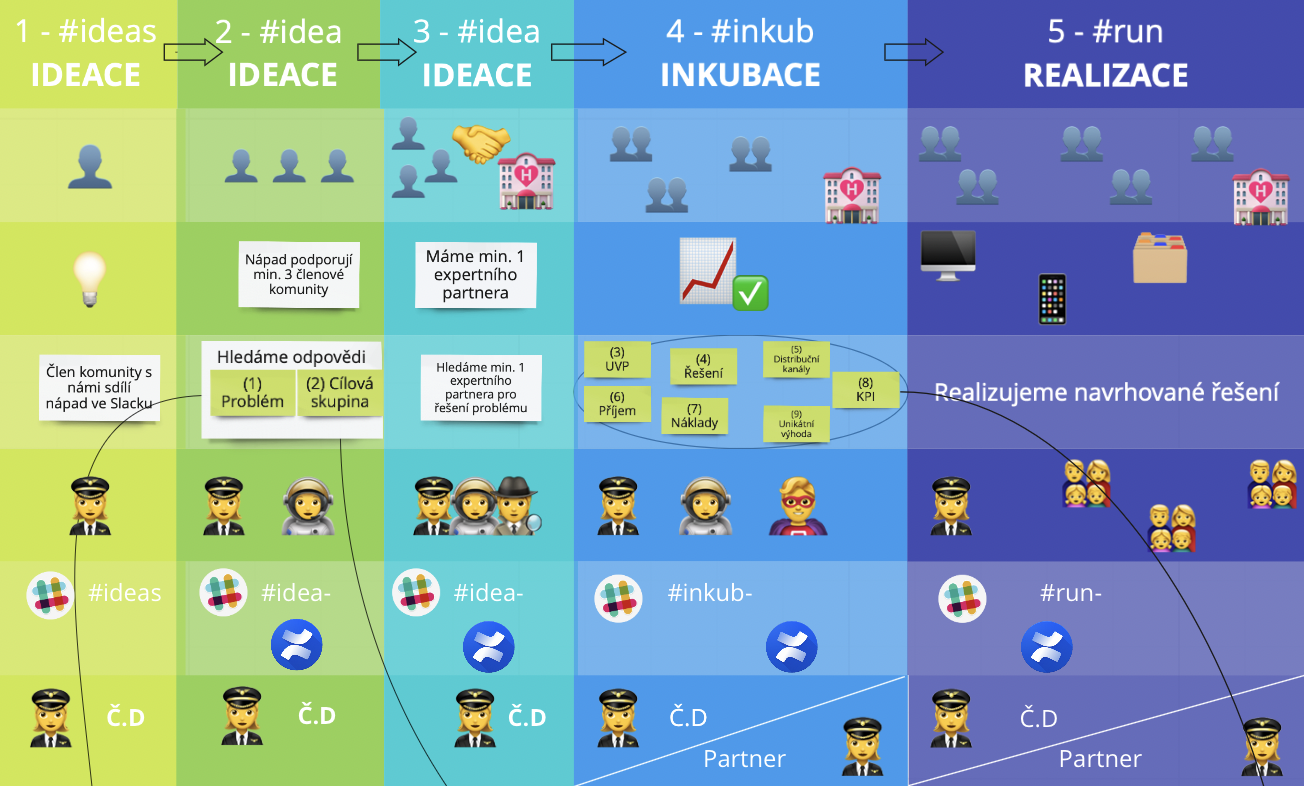 1 - #ideas
IDEACE
2 - #idea
IDEACE
3 - #idea
IDEACE
4 - #inkub
INKUBACE
5 - #run
REALIZACE
H
H
H
Nápad podporují
min. 3 členové
komunity
Máme min. 1
expertního
partnera
Člen komunity s
námi sdílí
nápad ve Slacku
Hledáme odpovědi
(1)
Problém
(2) Cílová
skupina
Hledáme min. 1
expertního
partnera pro
řešení problému
(3)
UVP
(4)
Řešení
(5)
Distribuční
kanály
(6)
Příjem
(7)
Náklady
(8)
KPI
(9)
Unikátní
výhoda
Realizujeme navrhované řešení
#ideas
#idea-
#idea-
#inkub-
#run-
Č.D
Č.D
Č.D
Č.D
Partner
Č.D
Partner